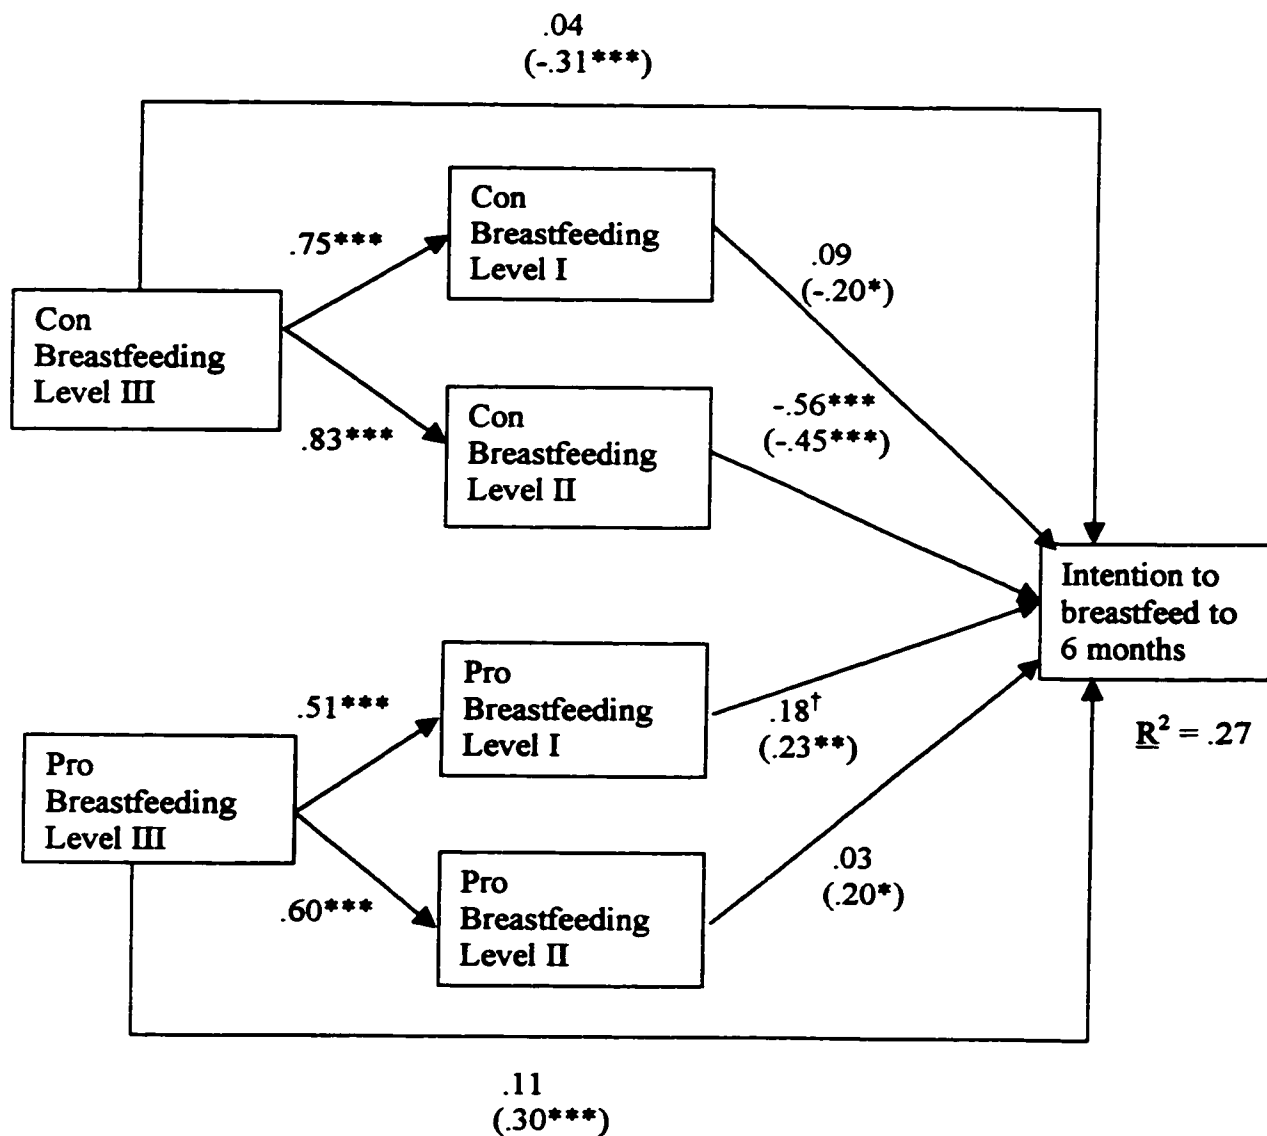 .04
(-.31***)
Con
Breastfeeding
Level I
.75***
.09
(-.20*)
Con
Breastfeeding
Level III
.83***
Con
Breastfeeding
Level II
-.56***
(-.45***)
Intention to
breastfeed to
6 months
Pro
Breastfeeding
Level I
.51***
.18†
(.23**)
R² = .27
Pro
Breastfeeding
Level III
.60***
Pro
Breastfeeding
Level II
.03
(.20*)
.11
(.30***)